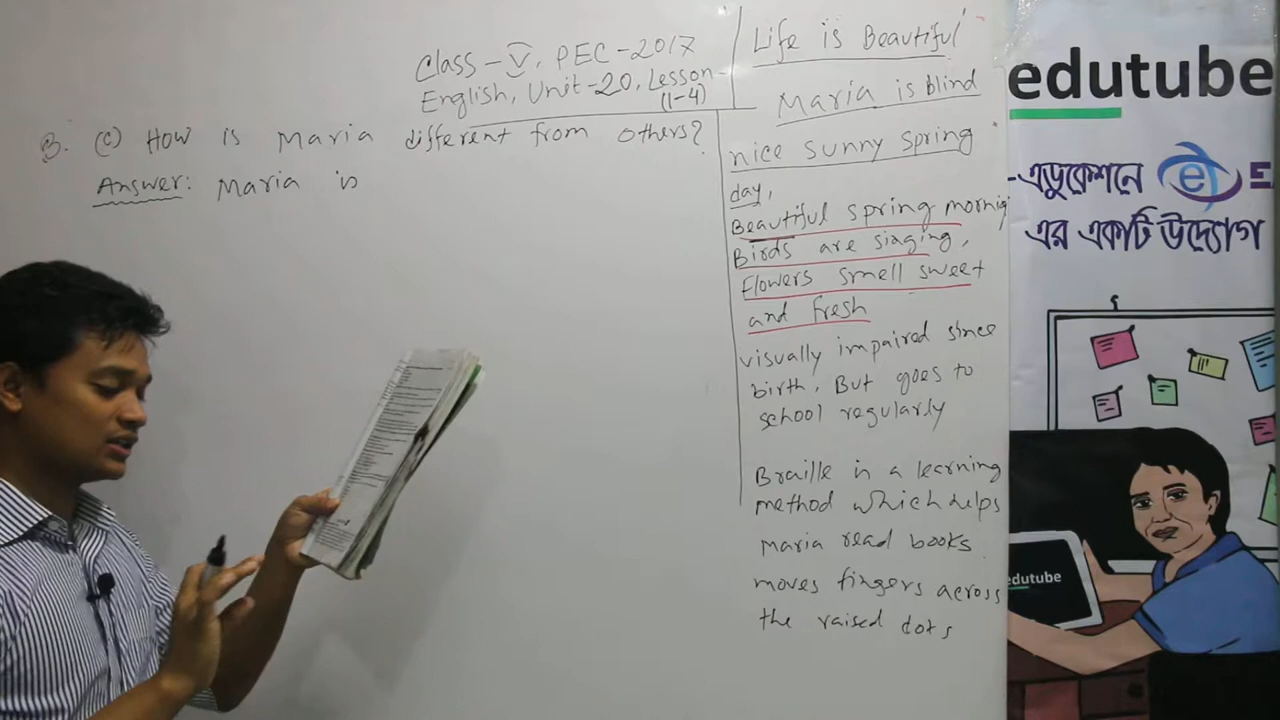 Class - V, PEC - 2017
English, Unit-20, Lesson
(1-4)
3. (c) How is Maria different from others?
Answer: Maria is
Life is Beautiful
Maria is blind
nice sunny spring
day,
Beautiful spring mornig
Birds are singing,
Flowers smell sweet
and fresh
visually impaired since
birth. But goes to
school regularly
Braille is a learning
method which helps
Maria read books.
moves fingers across
the raised dots
edutube
-এডুকেশনে et E
এর একটি উদ্যোগ
edutube